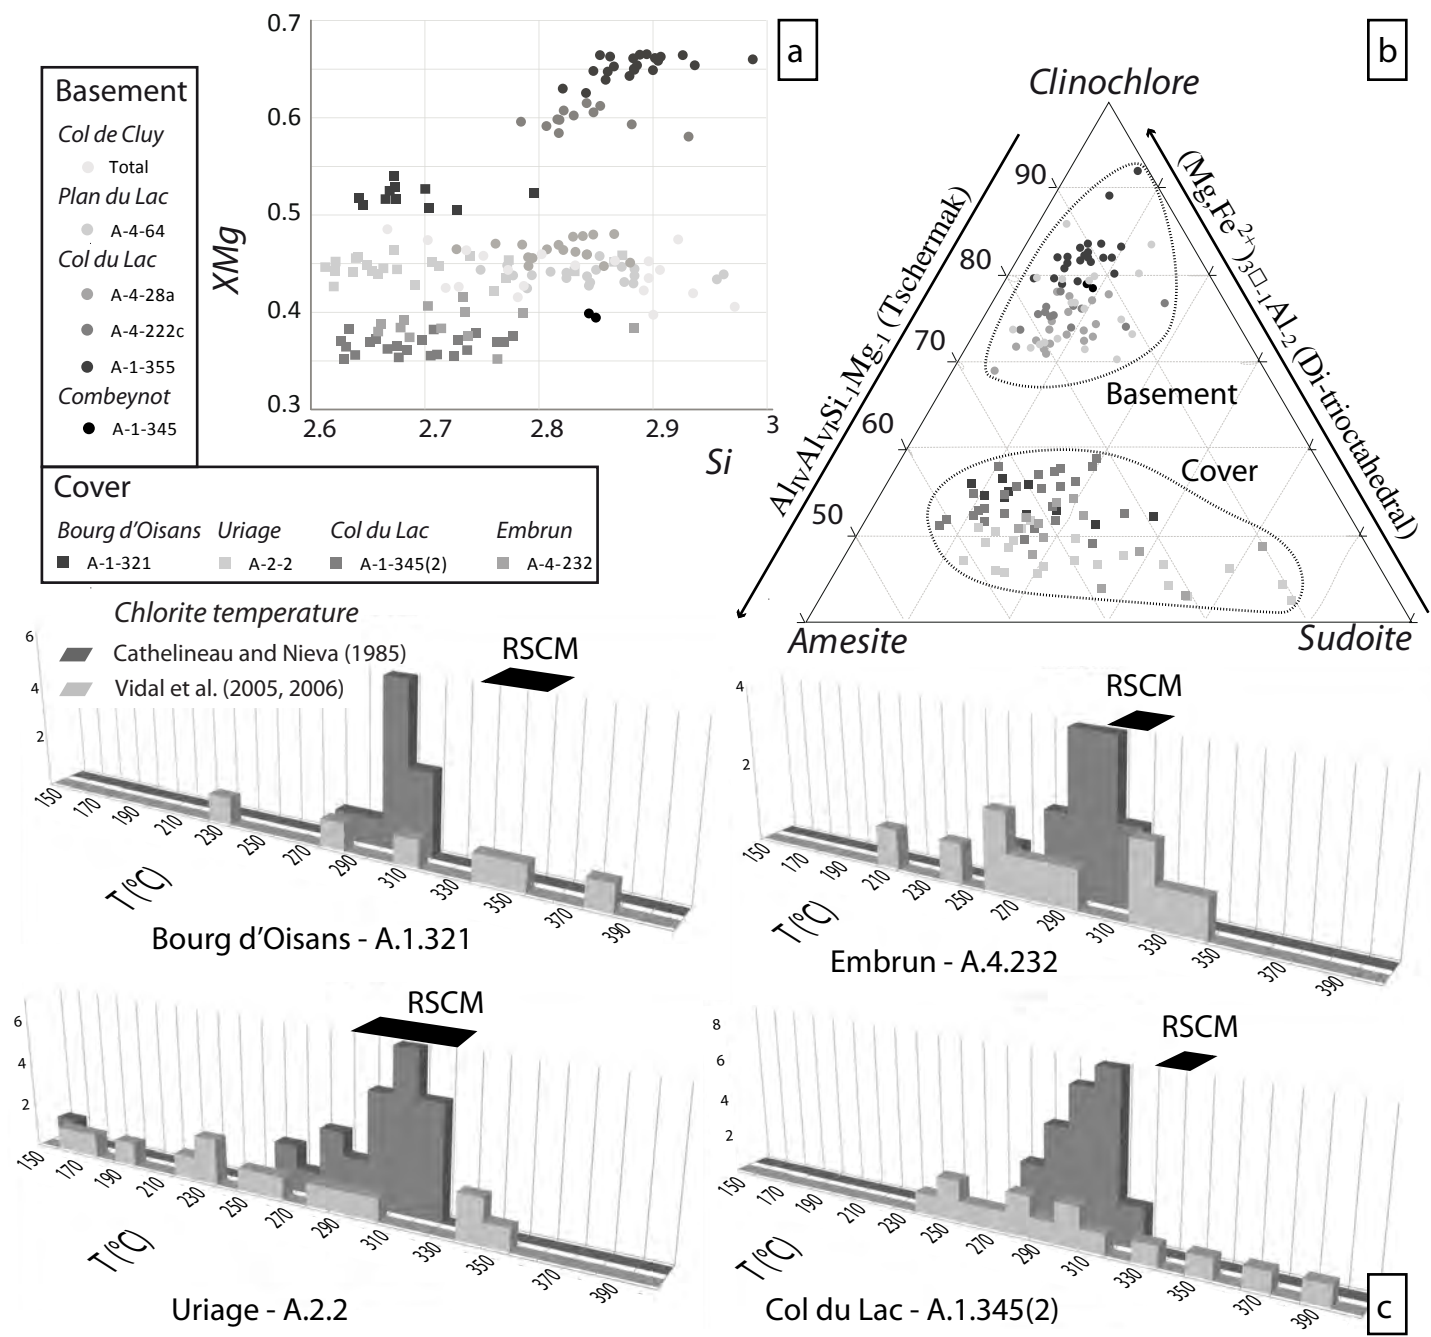 a
0.7
0.6
0.5
0.4
0.3
XMg
2.6
2.7
2.8
2.9
3
Si
Basement
Col de Cluy
Total
Plan du Lac
A-4-64
Col du Lac
A-4-28a
A-4-222c
A-1-355
Combeynot
A-1-345
Cover
Bourg d'Oisans Uriage Col du Lac Embrun
A-1-321 A-2-2 A-1-345(2) A-4-232
b
Clinochlore
90
80
70
60
50
AlIVAlVISi-1Mg-1 (Tschermak)
(Mg,Fe2+)3□-1Al-2 (Di-trioctahedral)
Basement
Cover
Amesite
Sudoite
Chlorite temperature
Cathelineau and Nieva (1985)
Vidal et al. (2005, 2006)
RSCM
6
4
2
150 170 190 210 230 250 270 290 310 330 350 370 390
T (°C)
Bourg d'Oisans - A.1.321
RSCM
4
2
150 170 190 210 230 250 270 290 310 330 350 370 390
T (°C)
Embrun - A.4.232
RSCM
6
4
2
150 170 190 210 230 250 270 290 310 330 350 370 390
T (°C)
Uriage - A.2.2
RSCM
8
6
4
2
150 170 190 210 230 250 270 290 310 330 350 370 390
T (°C)
Col du Lac - A.1.345(2)
c